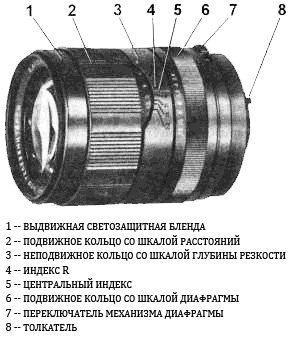 1 2 3 4 5 6 7 8
1 -- ВЫДВИЖНАЯ СВЕТОЗАЩИТНАЯ БЛЕНДА
2 -- ПОДВИЖНОЕ КОЛЬЦО СО ШКАЛОЙ РАССТОЯНИЙ
3 -- НЕПОДВИЖНОЕ КОЛЬЦО СО ШКАЛОЙ ГЛУБИНЫ РЕЗКОСТИ
4 -- ИНДЕКС R
5 -- ЦЕНТРАЛЬНЫЙ ИНДЕКС
6 -- ПОДВИЖНОЕ КОЛЬЦО СО ШКАЛОЙ ДИАФРАГМЫ
7 -- ПЕРЕКЛЮЧАТЕЛЬ МЕХАНИЗМА ДИАФРАГМЫ
8 -- ТОЛКАТЕЛЬ